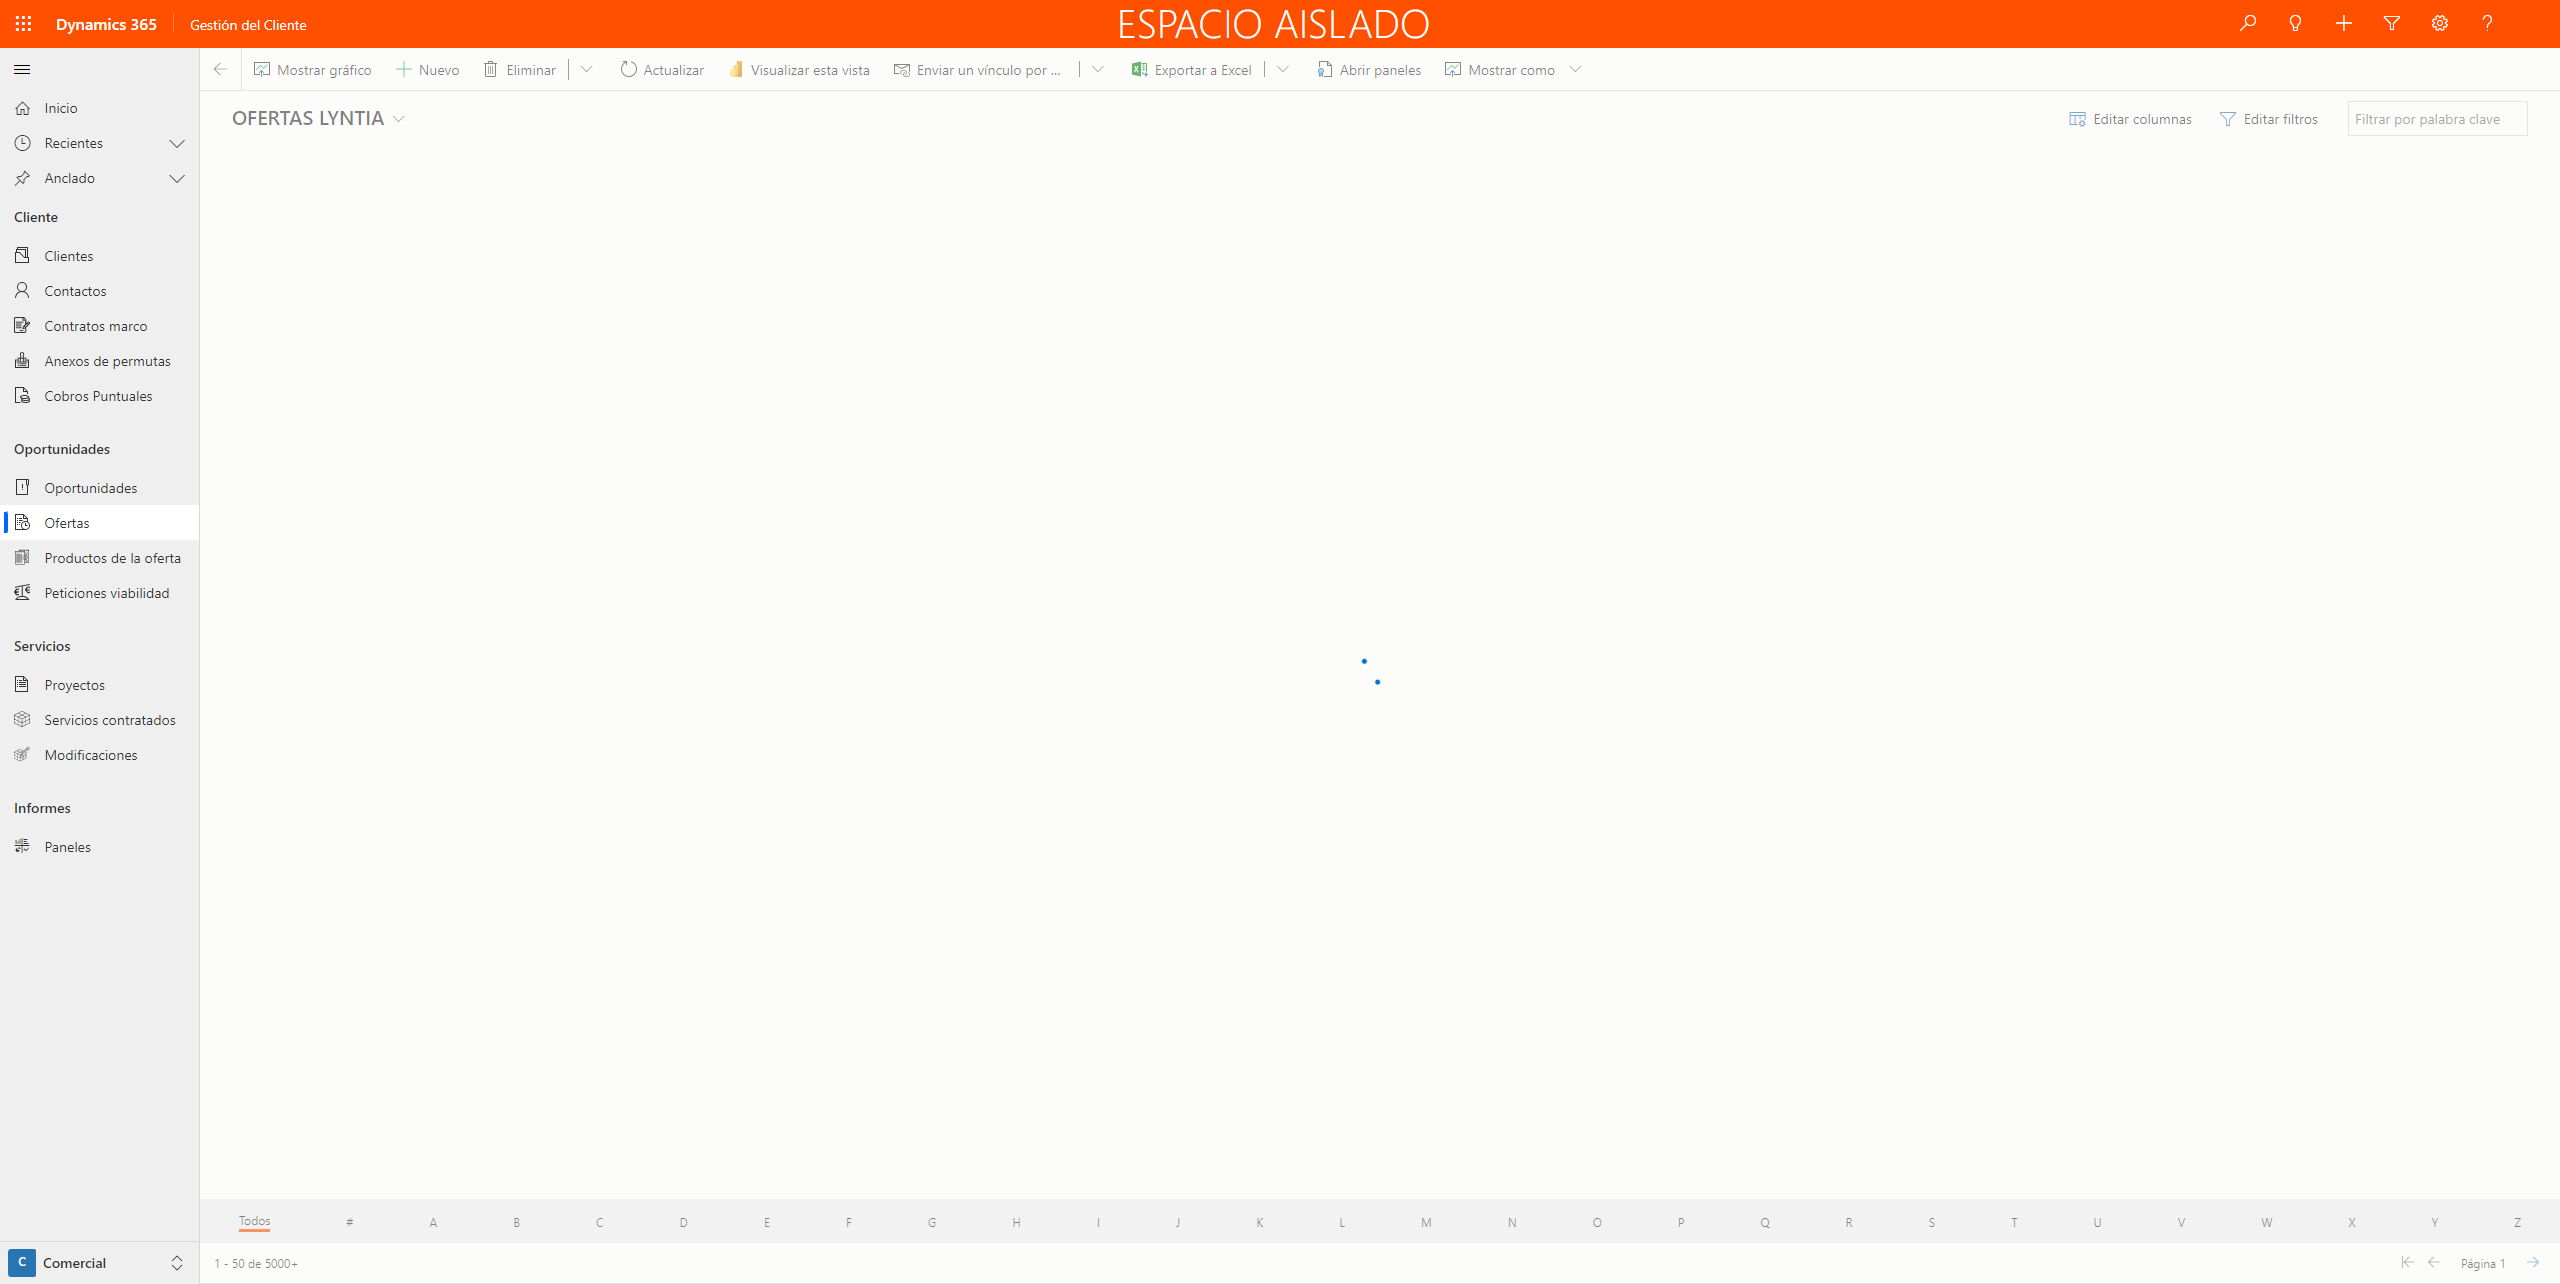 Dynamics 365 Gestión del Cliente ESPACIO AISLADO
Mostrar gráfico Nuevo Eliminar Actualizar Visualizar esta vista Enviar un vínculo por ... Exportar a Excel Abrir paneles Mostrar como
Inicio
Recientes
Anclado
Cliente
Clientes
Contactos
Contratos marco
Anexos de permutas
Cobros Puntuales
Oportunidades
Oportunidades
Ofertas
Productos de la oferta
Peticiones viabilidad
Servicios
Proyectos
Servicios contratados
Modificaciones
Informes
Paneles
C Comercial
OFERTAS LYNTIA
Editar columnas Editar filtros Filtrar por palabra clave
Todos # A B C D E F G H I J K L M N O P Q R S T U V W X Y Z
1 - 50 de 5000+ Página 1